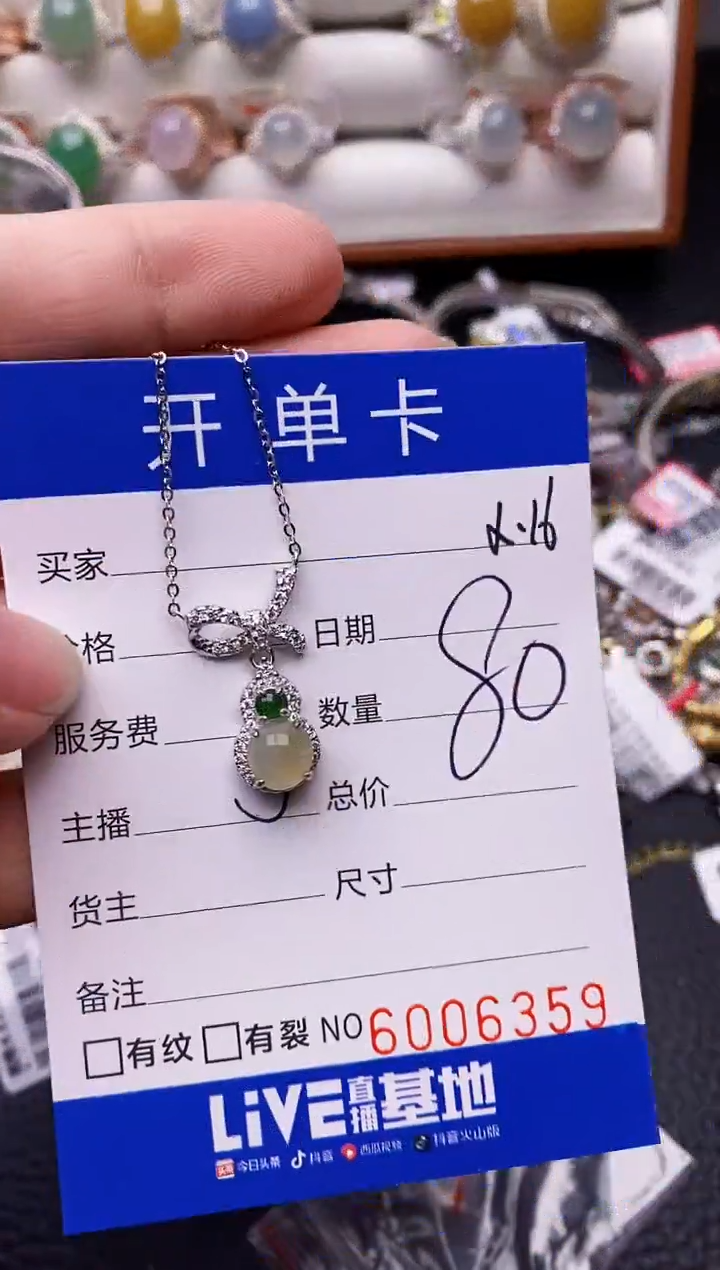 开单卡
买家
价格 日期
80
服务费 数量
主播 总价
货主 尺寸
备注
有纹 有裂 NO 6006359
LiVE直播基地
今日头条 抖音 西瓜视频 抖音火山版